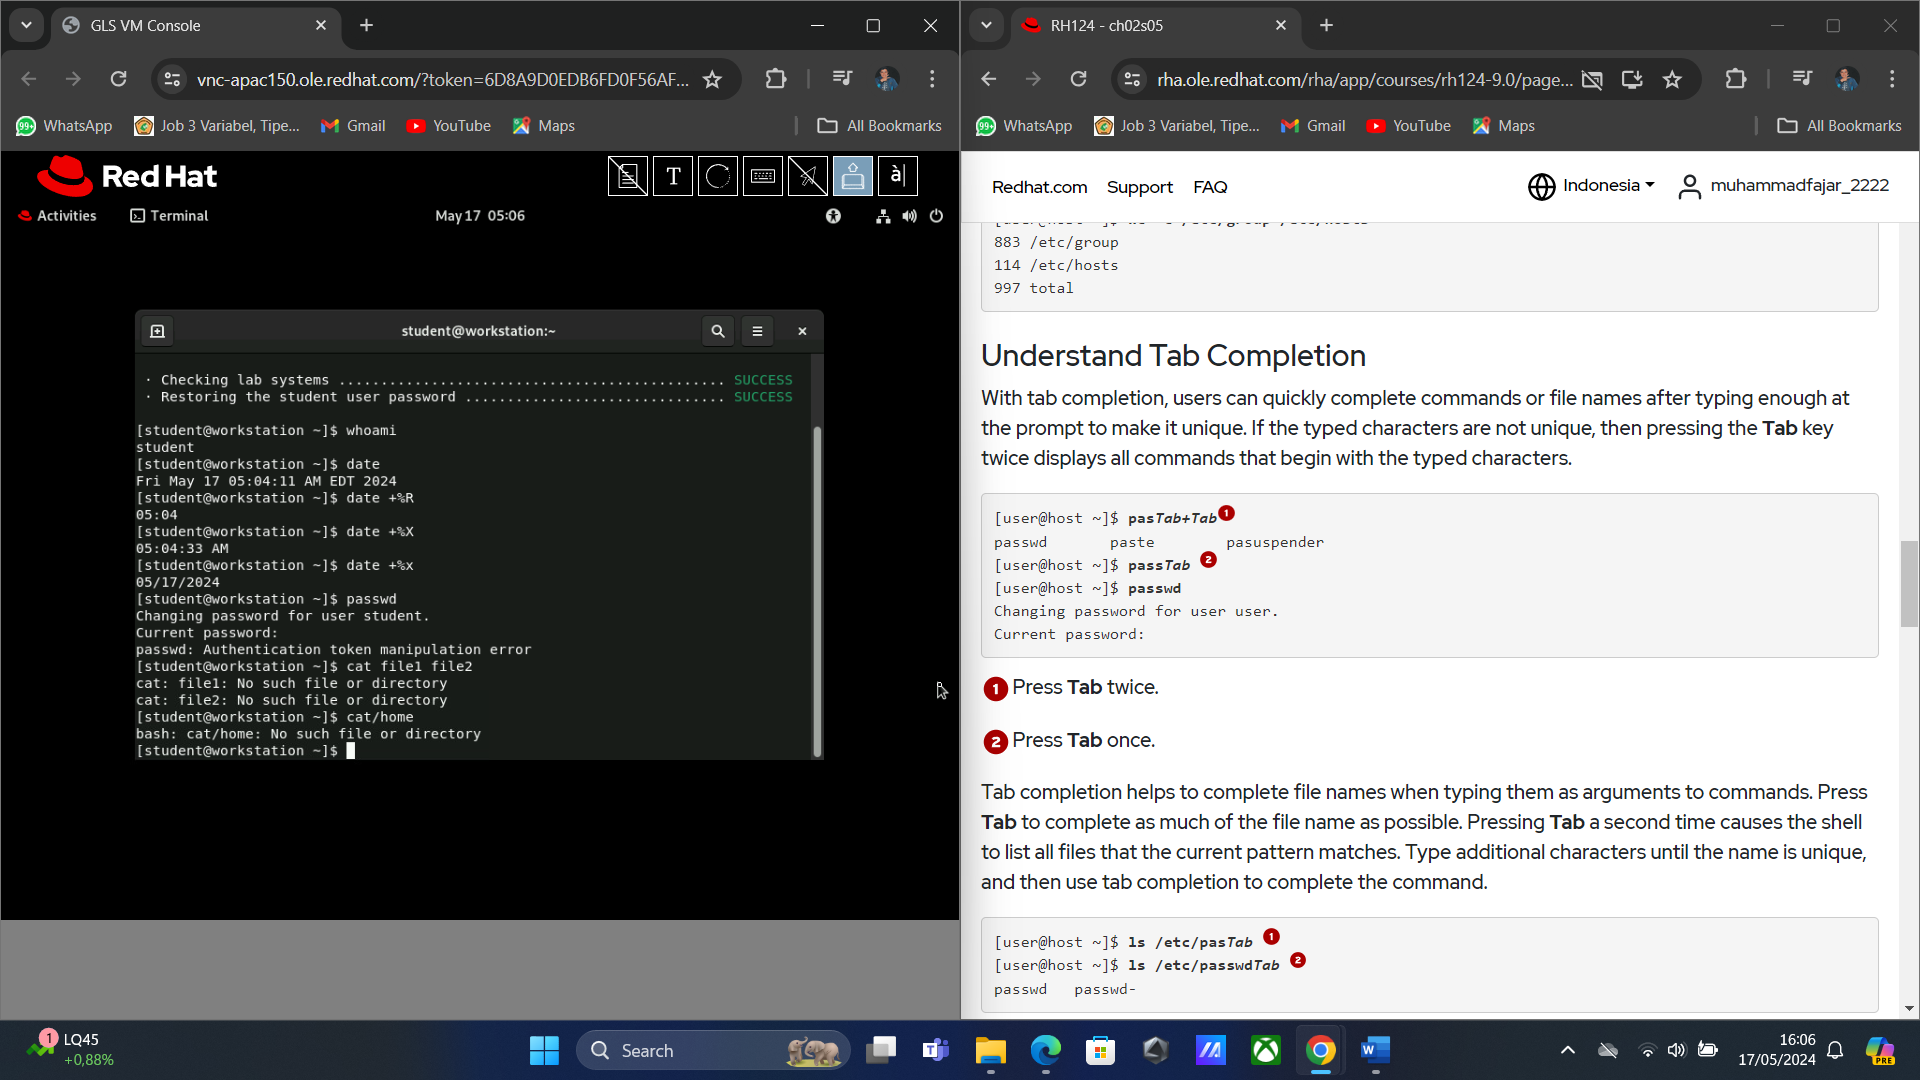 GLS VM Console
vnc-apac150.ole.redhat.com/?token=6D8A9D0EDB6FD0F56AF...
WhatsApp
Job 3 Variabel, Tipe...
Gmail
YouTube
Maps
All Bookmarks
Red Hat
T
à|
Activities
Terminal
May 17 05:06
student@workstation:~
· Checking lab systems .............................................. SUCCESS
· Restoring the student user password ............................... SUCCESS
[student@workstation ~]$ whoami
student
[student@workstation ~]$ date
Fri May 17 05:04:11 AM EDT 2024
[student@workstation ~]$ date +%R
05:04
[student@workstation ~]$ date +%X
05:04:33 AM
[student@workstation ~]$ date +%x
05/17/2024
[student@workstation ~]$ passwd
Changing password for user student.
Current password:
passwd: Authentication token manipulation error
[student@workstation ~]$ cat file1 file2
cat: file1: No such file or directory
cat: file2: No such file or directory
[student@workstation ~]$ cat/home
bash: cat/home: No such file or directory
[student@workstation ~]$
RH124 - ch02s05
rha.ole.redhat.com/rha/app/courses/rh124-9.0/page...
WhatsApp
Job 3 Variabel, Tipe...
Gmail
YouTube
Maps
All Bookmarks
Redhat.com
Support
FAQ
Indonesia
muhammadfajar_2222
883 /etc/group
114 /etc/hosts
997 total
Understand Tab Completion
With tab completion, users can quickly complete commands or file names after typing enough at
the prompt to make it unique. If the typed characters are not unique, then pressing the Tab key
twice displays all commands that begin with the typed characters.
[user@host ~]$ pasTab+Tab 1
passwd paste pasuspender
[user@host ~]$ passTab 2
[user@host ~]$ passwd
Changing password for user user.
Current password:
1 Press Tab twice.
2 Press Tab once.
Tab completion helps to complete file names when typing them as arguments to commands. Press
Tab to complete as much of the file name as possible. Pressing Tab a second time causes the shell
to list all files that the current pattern matches. Type additional characters until the name is unique,
and then use tab completion to complete the command.
[user@host ~]$ ls /etc/pasTab 1
[user@host ~]$ ls /etc/passwdTab 2
passwd passwd-
1
LQ45
+0,88%
Search
16:06
17/05/2024
PRE